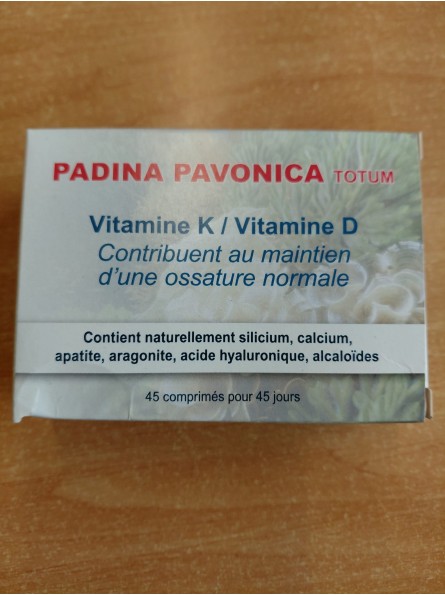 PADINA PAVONICA TOTUM
Vitamine K / Vitamine D
Contribuent au maintien
d'une ossature normale
Contient naturellement silicium, calcium,
apatite, aragonite, acide hyaluronique, alcaloïdes
45 comprimés pour 45 jours